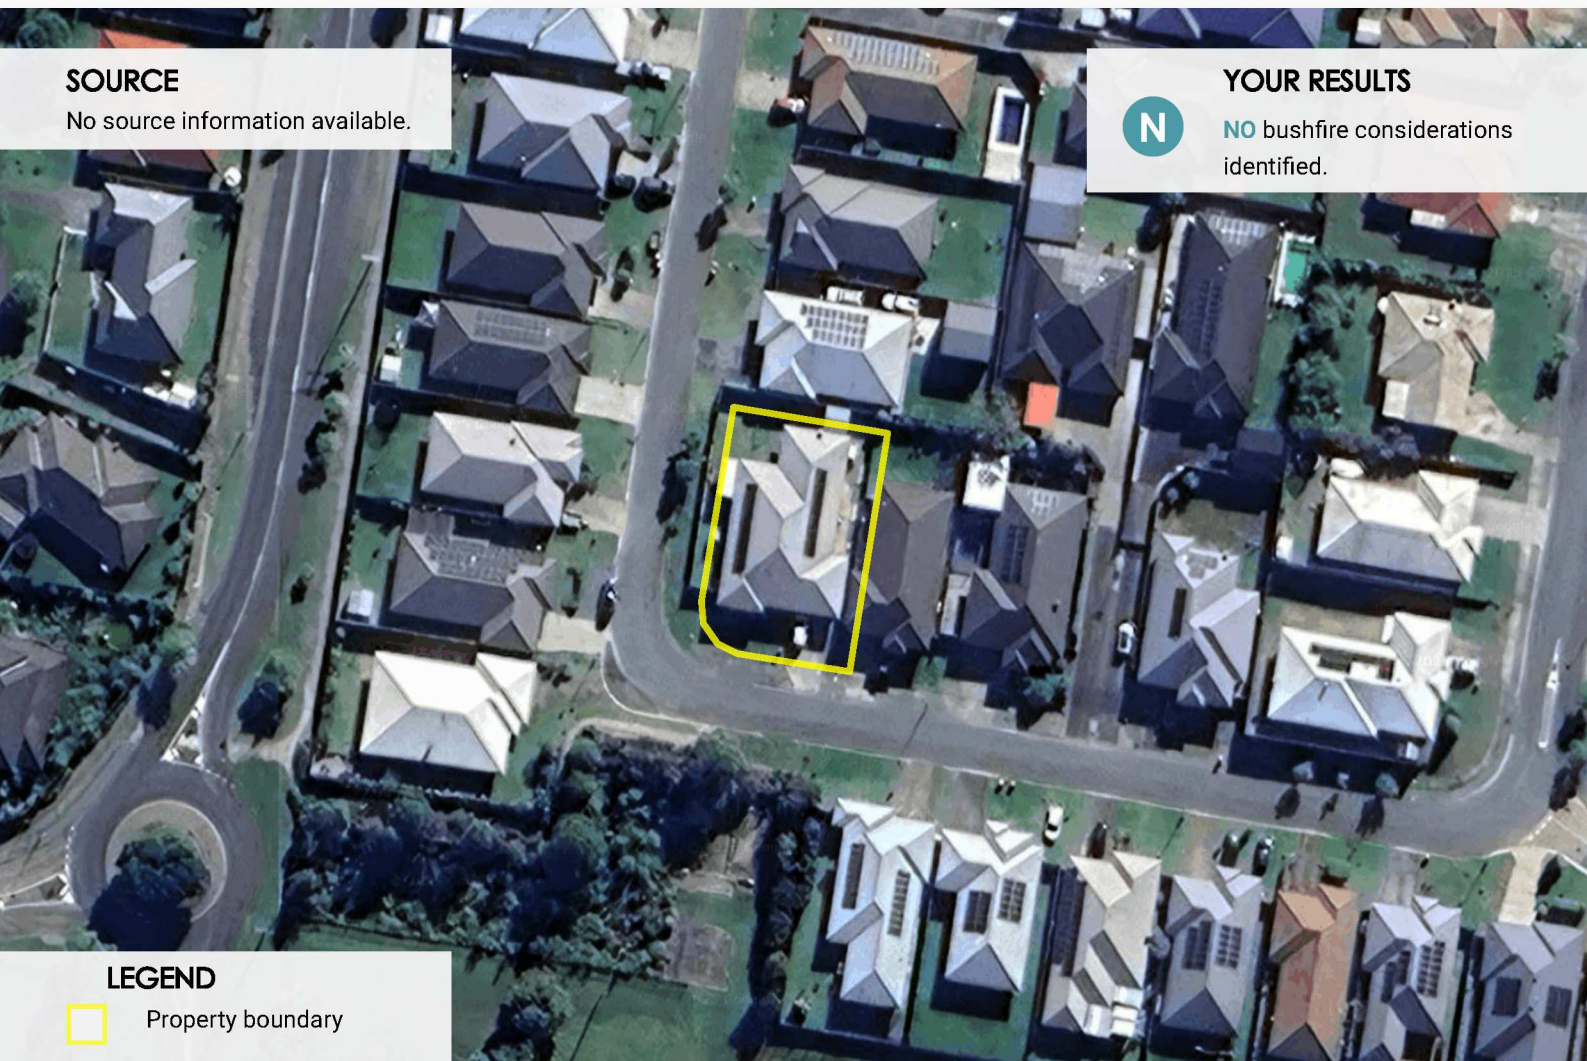 SOURCE
No source information available.
YOUR RESULTS
N
NO bushfire considerations
identified.
LEGEND
Property boundary